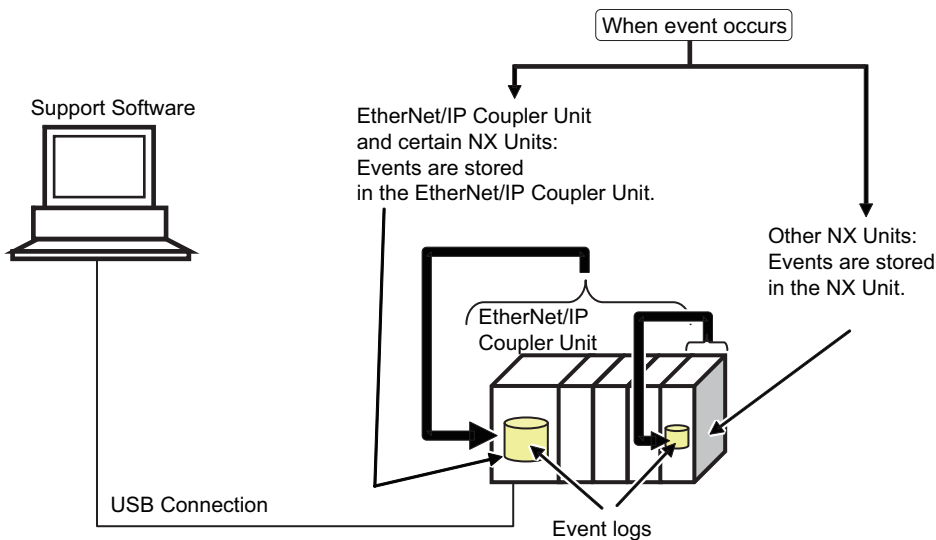 When event occurs
Support Software
EtherNet/IP Coupler Unit
and certain NX Units:
Events are stored
in the EtherNet/IP Coupler Unit.
Other NX Units:
Events are stored
in the NX Unit.
EtherNet/IP
Coupler Unit
USB Connection
Event logs